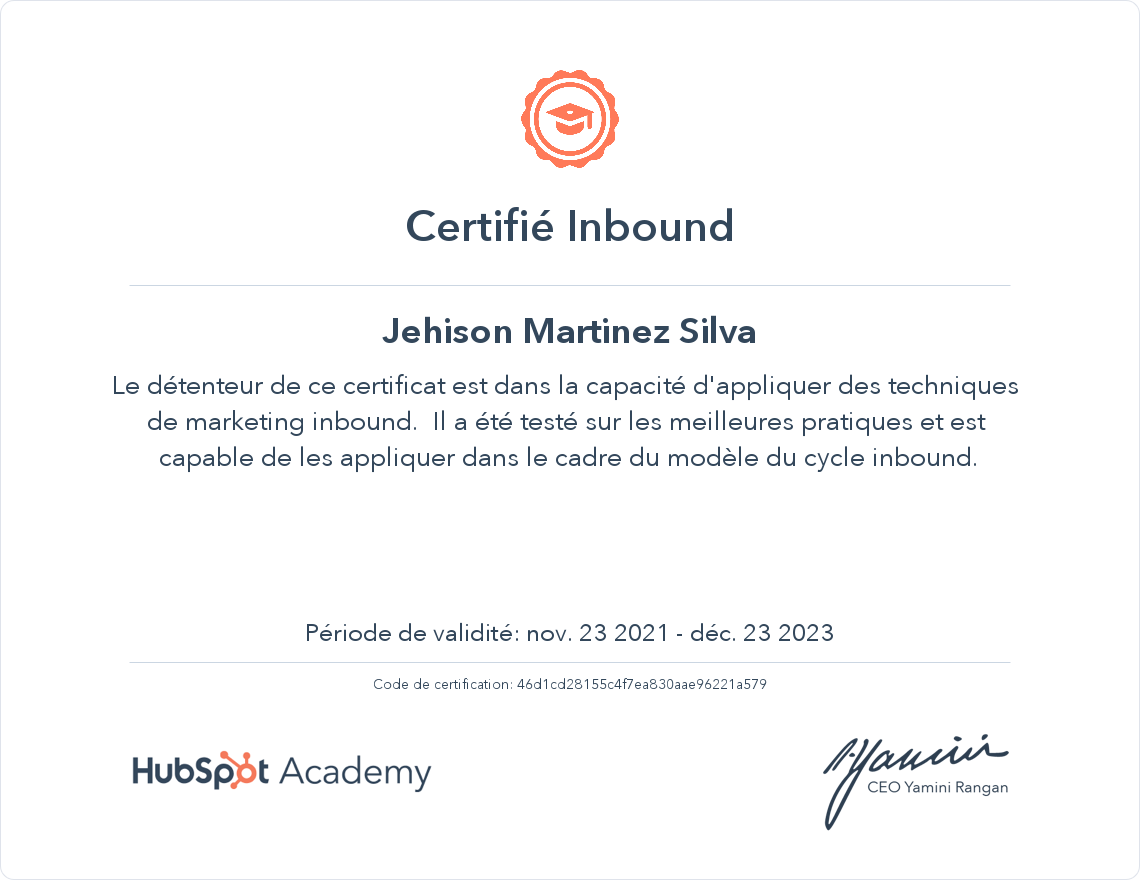 Certifié Inbound
Jehison Martinez Silva
Le détenteur de ce certificat est dans la capacité d'appliquer des techniques
de marketing inbound.  Il a été testé sur les meilleures pratiques et est
capable de les appliquer dans le cadre du modèle du cycle inbound.
Période de validité: nov. 23 2021 - déc. 23 2023
Code de certification: 46d1cd28155c4f7ea830aae96221a579
HubSpot Academy
CEO Yamini Rangan